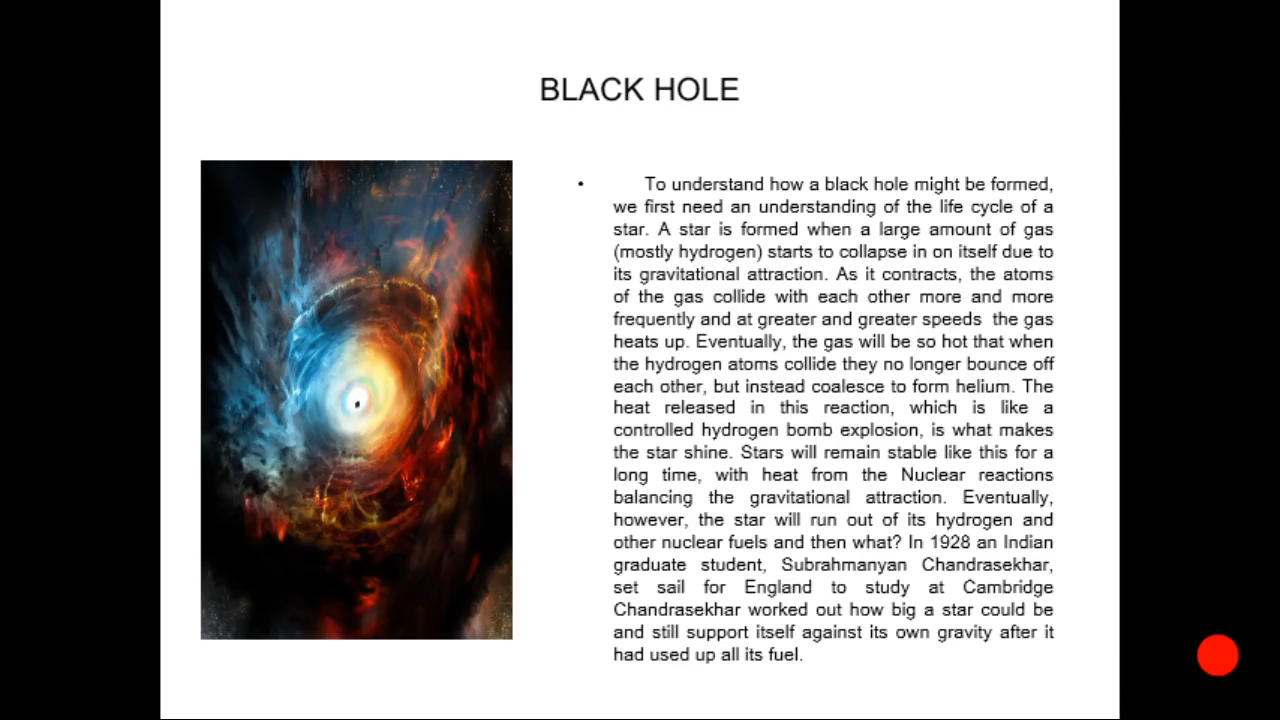 BLACK HOLE
• To understand how a black hole might be formed,
we first need an understanding of the life cycle of a
star. A star is formed when a large amount of gas
(mostly hydrogen) starts to collapse in on itself due to
its gravitational attraction. As it contracts, the atoms
of the gas collide with each other more and more
frequently and at greater and greater speeds the gas
heats up. Eventually, the gas will be so hot that when
the hydrogen atoms collide they no longer bounce off
each other, but instead coalesce to form helium. The
heat released in this reaction, which is like a
controlled hydrogen bomb explosion, is what makes
the star shine. Stars will remain stable like this for a
long time, with heat from the Nuclear reactions
balancing the gravitational attraction. Eventually,
however, the star will run out of its hydrogen and
other nuclear fuels and then what? In 1928 an Indian
graduate student, Subrahmanyan Chandrasekhar,
set sail for England to study at Cambridge
Chandrasekhar worked out how big a star could be
and still support itself against its own gravity after it
had used up all its fuel.